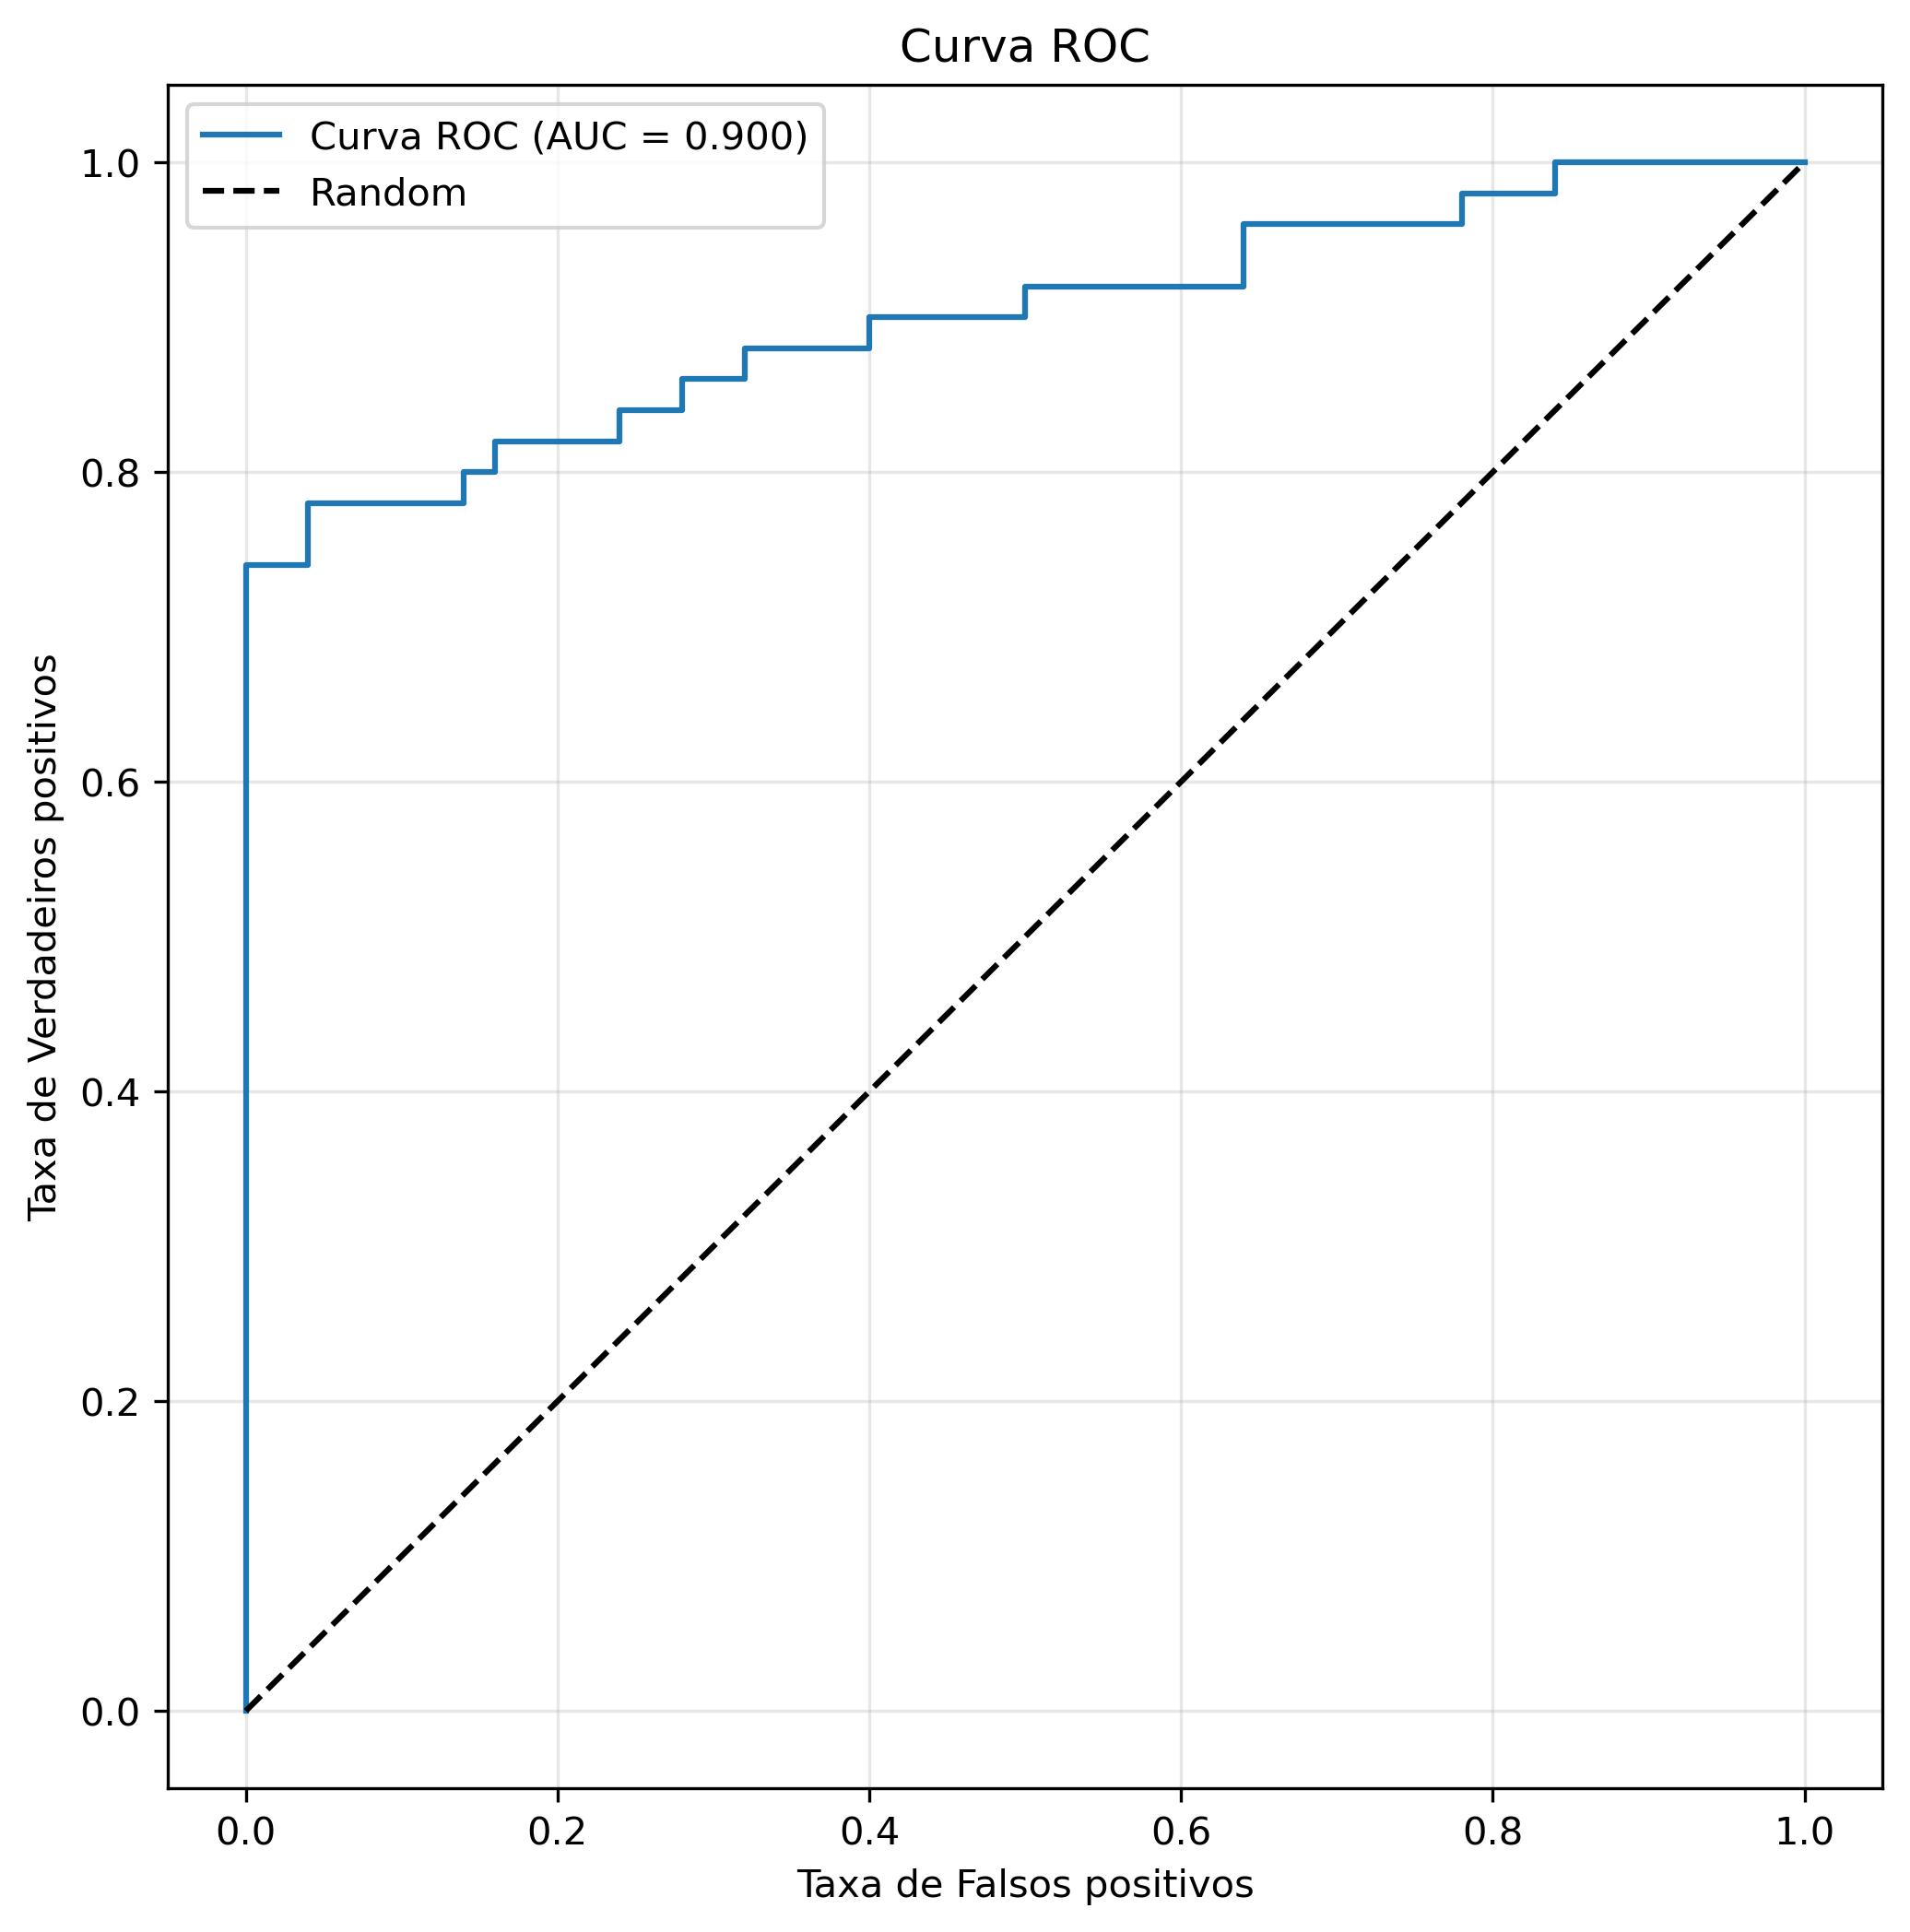 Curva ROC
Curva ROC (AUC = 0.900)
Random
Taxa de Verdadeiros positivos
1.0
0.8
0.6
0.4
0.2
0.0
0.0 0.2 0.4 0.6 0.8 1.0
Taxa de Falsos positivos